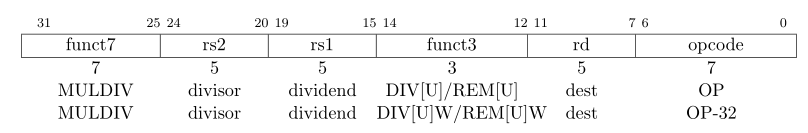 31 25 24 20 19 15 14 12 11 7 6 0
funct7 rs2 rs1 funct3 rd opcode
7 5 5 3 5 7
MULDIV divisor dividend DIV[U]/REM[U] dest OP
MULDIV divisor dividend DIV[U]W/REM[U]W dest OP-32